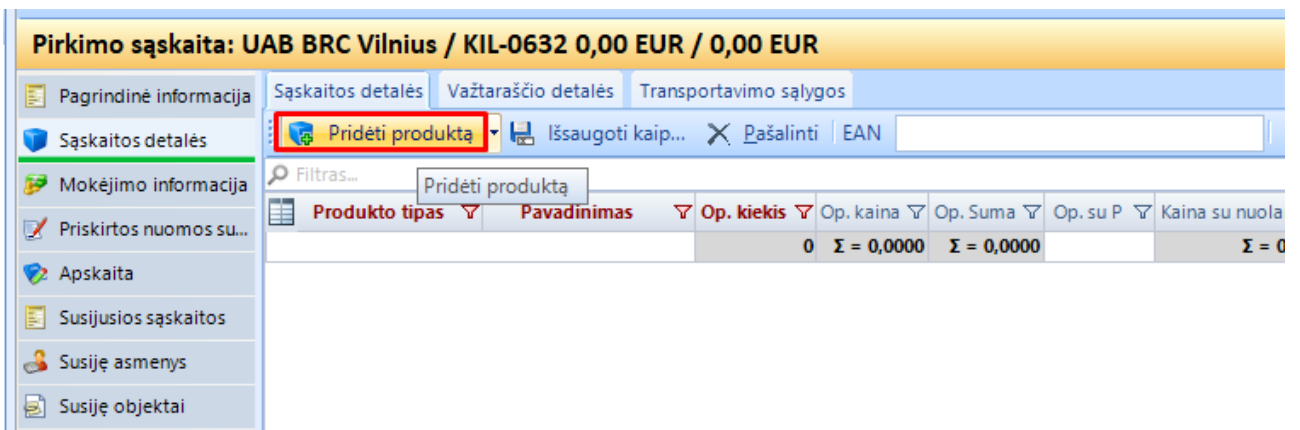 Pirkimo sąskaita: UAB BRC Vilnius / KIL-0632 0,00 EUR / 0,00 EUR
Pagrindinė informacija
Sąskaitos detalės
Mokėjimo informacija
Priskirtos nuomos su...
Apskaita
Susijusios sąskaitos
Susiję asmenys
Susiję objektai
Sąskaitos detalės Važtaraščio detalės Transportavimo sąlygos
Pridėti produktą Išsaugoti kaip... Pašalinti EAN
Filtras...
Pridėti produktą
Produkto tipas Pavadinimas Op. kiekis Op. kaina Op. Suma Op. su P Kaina su nuola
0 Σ = 0,0000 Σ = 0,0000 Σ = 0